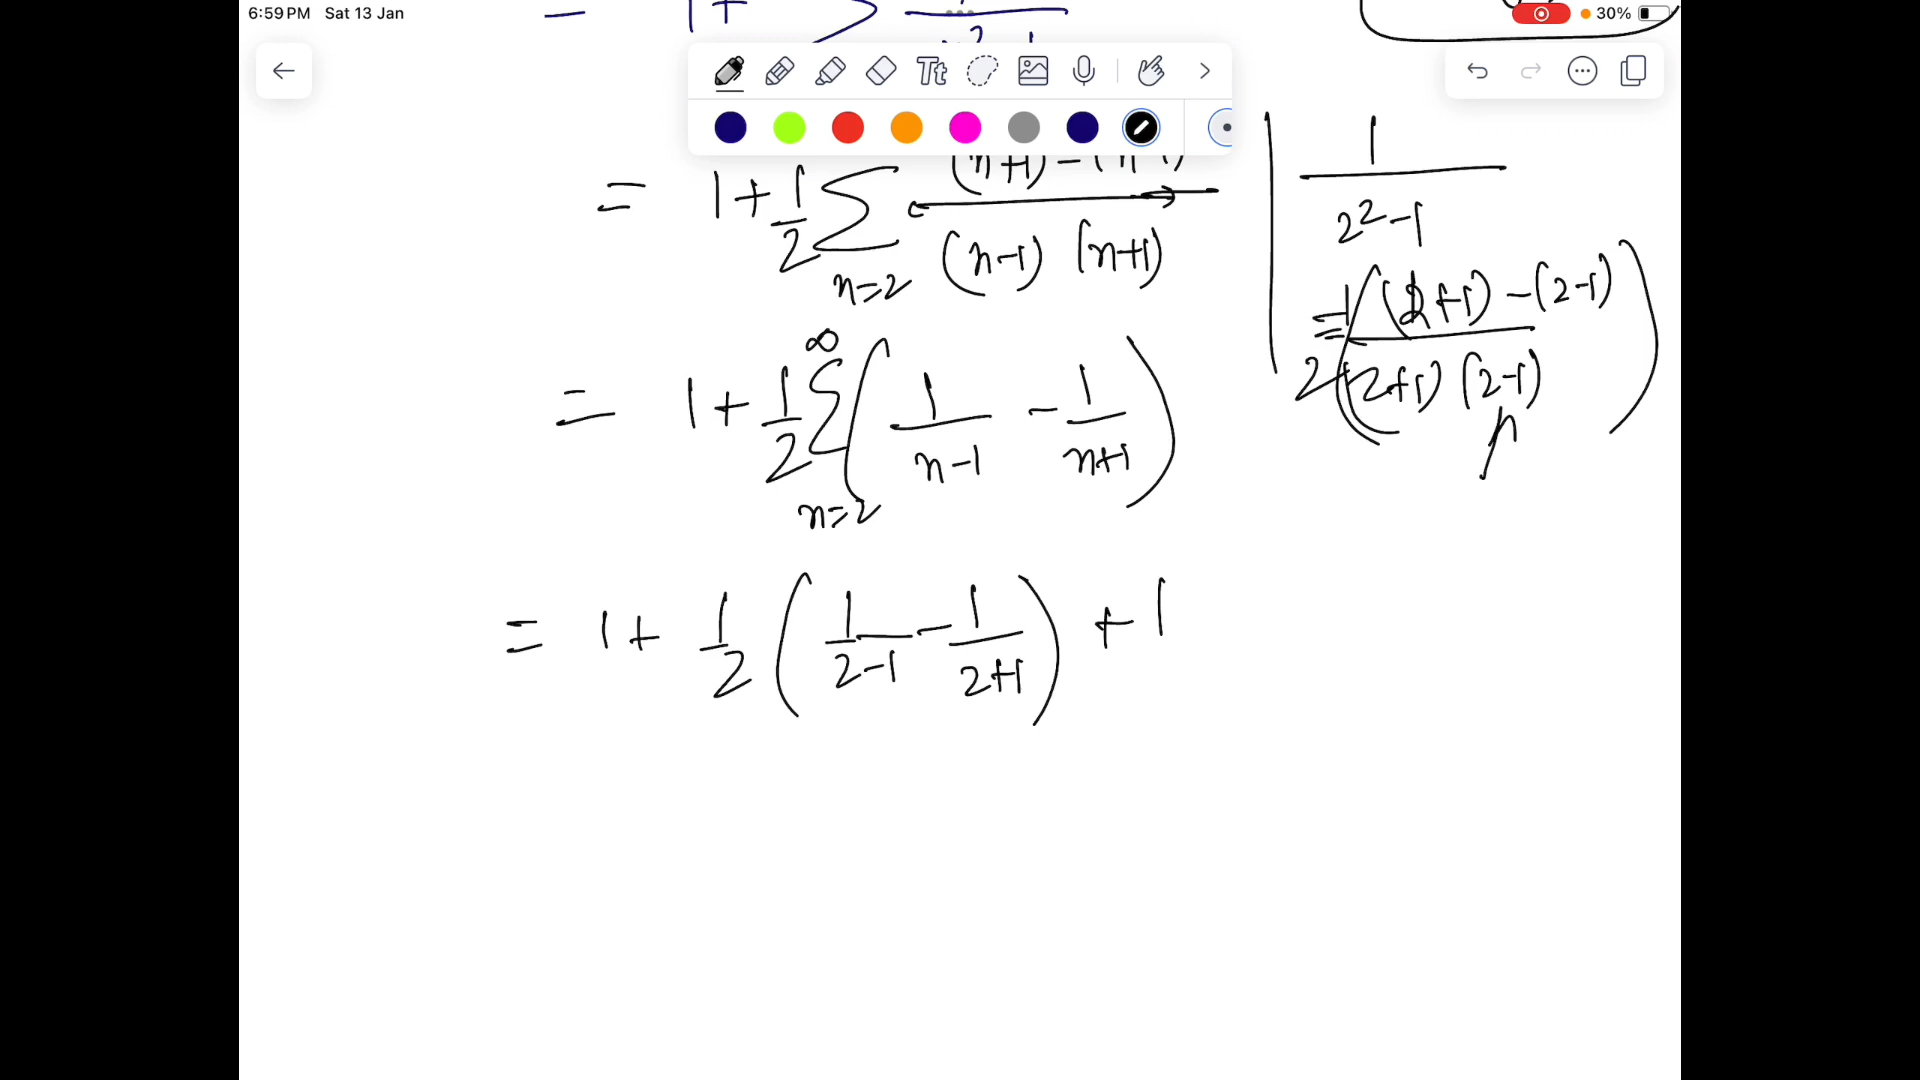 6:59 PM Sat 13 Jan
30%
Tt
= 1 + 1/2 Σ n=2 (n+1) - (n-1) / (n-1) (n+1)
= 1 + 1/2 Σ n=2 ∞ ( 1/n-1 - 1/n+1 )
= 1 + 1/2 ( 1/2-1 - 1/2+1 ) + 1
1 / 2² - 1
= 1/2 ( (2+1) - (2-1) / (2+1) (2-1) )